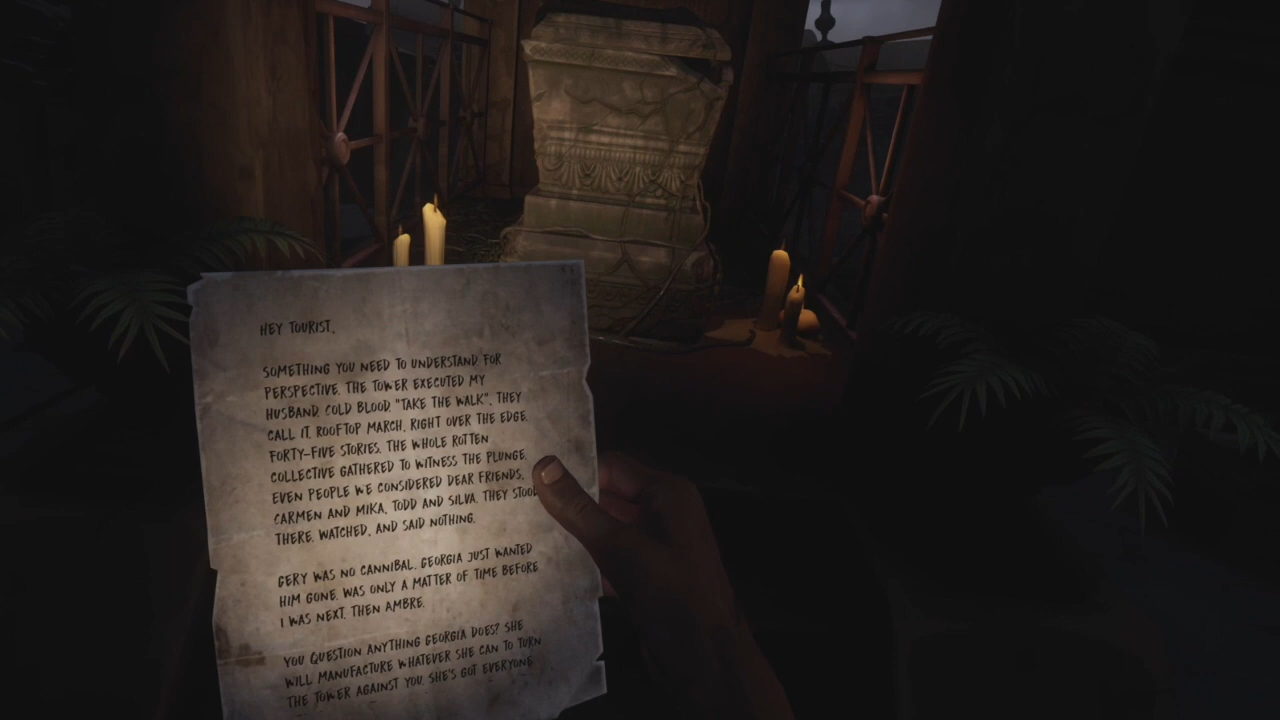 HEY TOURIST,
SOMETHING YOU NEED TO UNDERSTAND FOR
PERSPECTIVE. THE TOWER EXECUTED MY
HUSBAND. COLD BLOOD. "TAKE THE WALK", THEY
CALL IT. ROOFTOP MARCH, RIGHT OVER THE EDGE.
FORTY-FIVE STORIES. THE WHOLE ROTTEN
COLLECTIVE GATHERED TO WITNESS THE PLUNGE.
EVEN PEOPLE WE CONSIDERED DEAR FRIENDS,
CARMEN AND MIKA, TODD AND SILVA. THEY STOOD
THERE. WATCHED, AND SAID NOTHING.
GERY WAS NO CANNIBAL. GEORGIA JUST WANTED
HIM GONE. WAS ONLY A MATTER OF TIME BEFORE
I WAS NEXT. THEN AMBRE.
YOU QUESTION ANYTHING GEORGIA DOES? SHE
WILL MANUFACTURE WHATEVER SHE CAN TO TURN
THE TOWER AGAINST YOU. SHE'S GOT EVERYONE